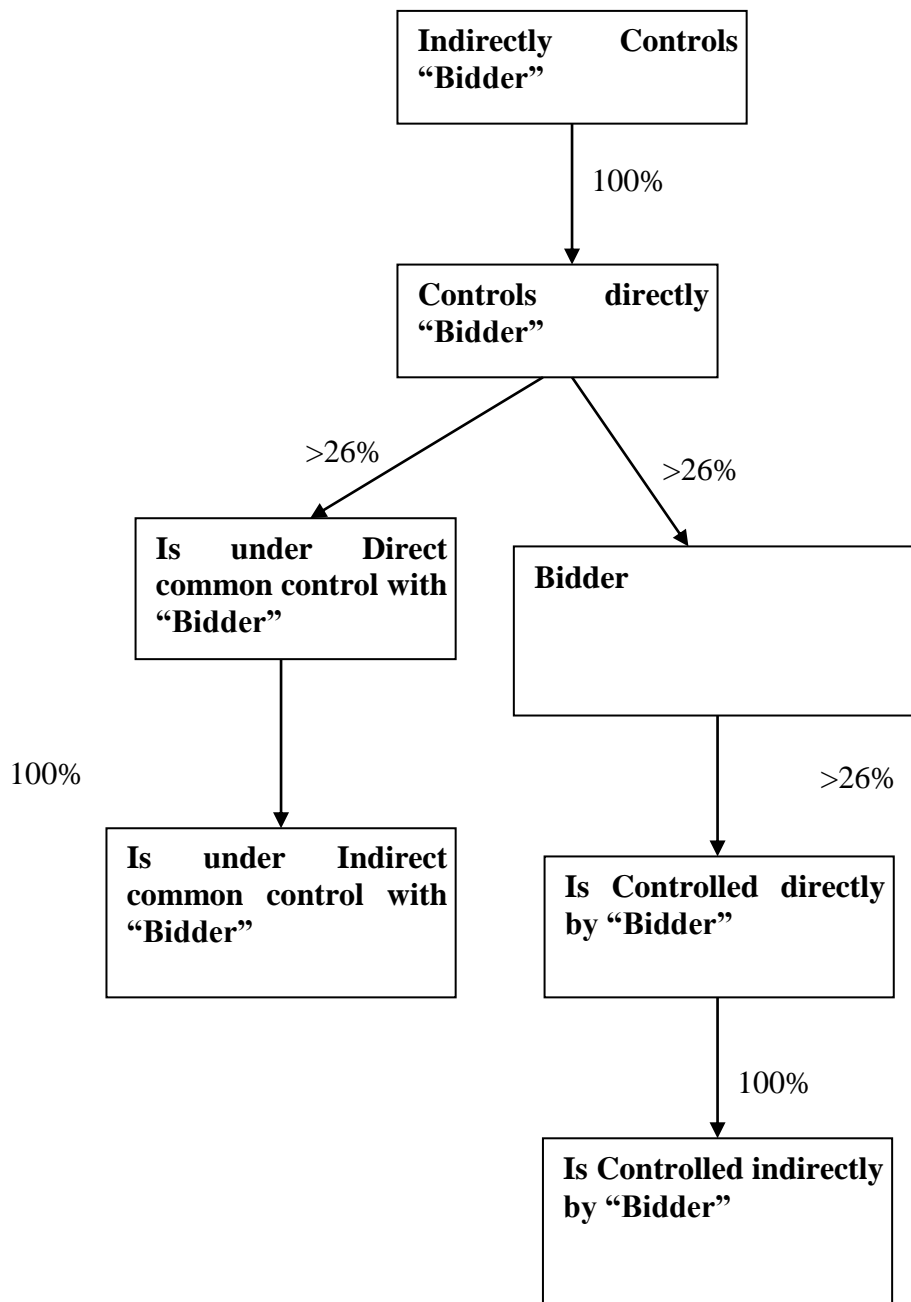 Indirectly Controls
“Bidder”
100%
Controls directly
“Bidder”
>26%
>26%
Is under Direct
common control with
“Bidder”
Bidder
100%
>26%
Is under Indirect
common control with
“Bidder”
Is Controlled directly
by “Bidder”
100%
Is Controlled indirectly
by “Bidder”